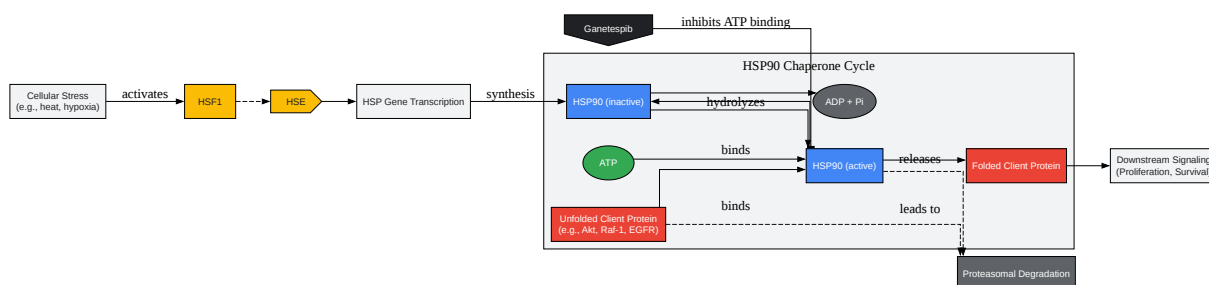 Ganetespib
inhibits ATP binding
HSP90 Chaperone Cycle
Cellular Stress
(e.g., heat, hypoxia)
activates
HSF1
HSE
HSP Gene Transcription
synthesis
HSP90 (inactive)
hydrolyzes
ADP + Pi
ATP
binds
HSP90 (active)
releases
Folded Client Protein
Downstream Signaling
(Proliferation, Survival)
Unfolded Client Protein
(e.g., Akt, Raf-1, EGFR)
binds
leads to
Proteasomal Degradation